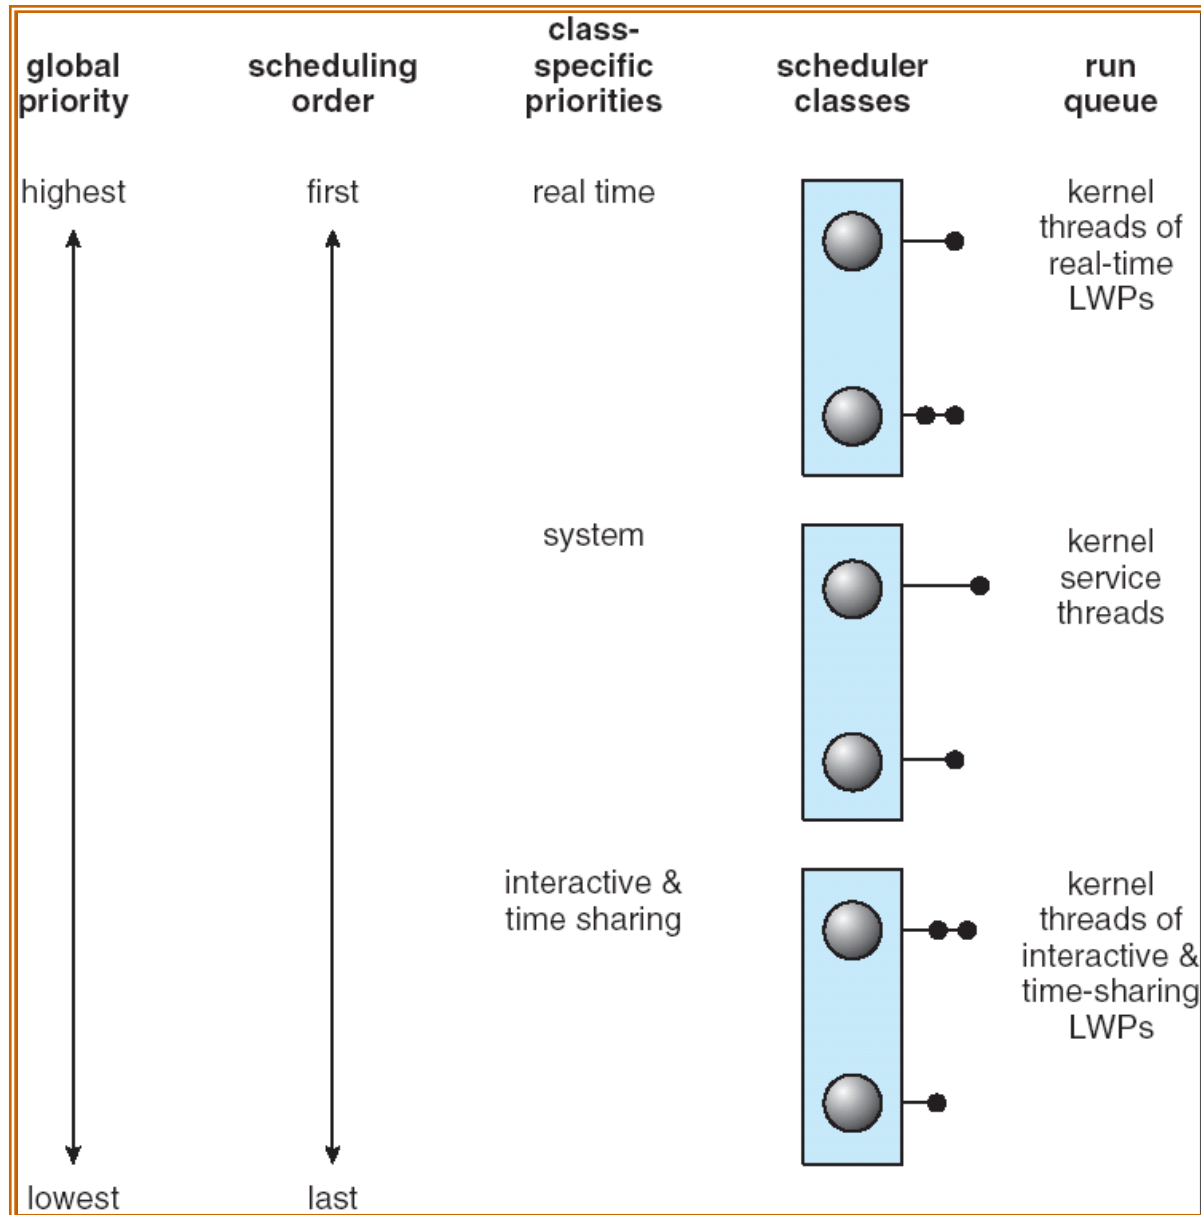 global
priority
scheduling
order
class-
specific
priorities
scheduler
classes
run
queue
highest
first
real time
kernel
threads of
real-time
LWPs
system
kernel
service
threads
interactive &
time sharing
kernel
threads of
interactive &
time-sharing
LWPs
lowest
last